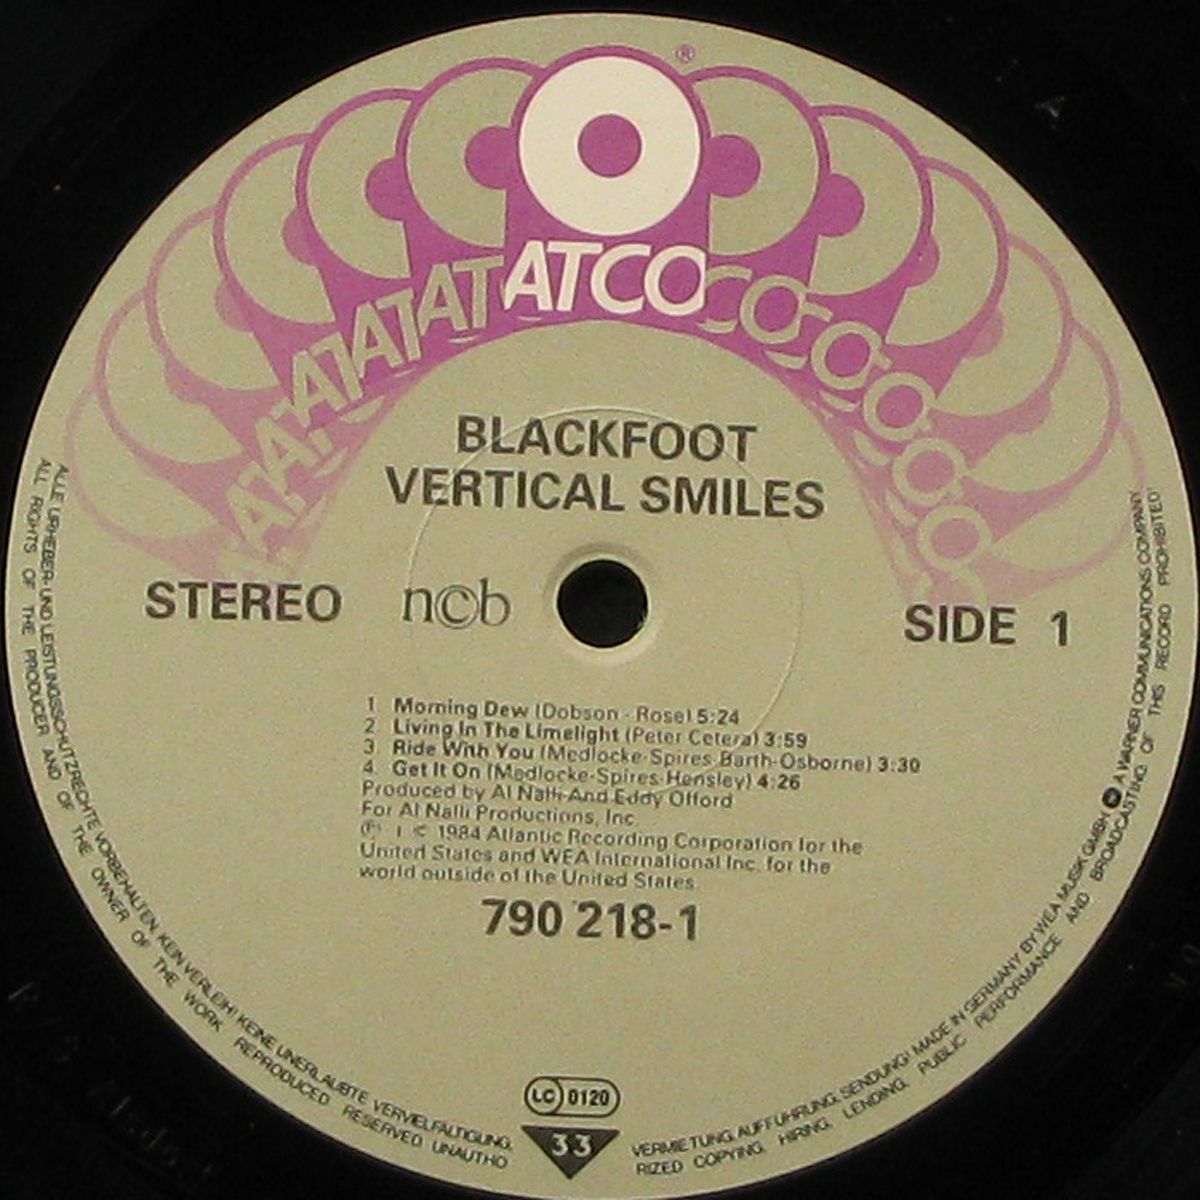 ®
ATCO
BLACKFOOT
VERTICAL SMILES
STEREO
n©b
SIDE 1
1. Morning Dew (Dobson - Rose) 5:24
2. Living In The Limelight (Peter Cetera) 3:59
3. Ride With You (Medlocke-Spires-Barth-Osborne) 3:30
4. Get It On (Medlocke-Spires-Hensley) 4:26
Produced by Al Nalli And Eddy Offord
For Al Nalli Productions, Inc.
℗ © 1984 Atlantic Recording Corporation for the
United States and WEA International Inc. for the
world outside of the United States.
790 218-1
LC 0120
33
ALLE URHEBER- UND LEISTUNGSSCHUTZRECHTE VORBEHALTEN. KEIN VERLEIH! KEINE UNERLAUBTE VERVIELFÄLTIGUNG, VERMIETUNG, AUFFÜHRUNG, SENDUNG! MADE IN GERMANY BY WEA MUSIK GMBH A WARNER COMMUNICATIONS COMPANY
ALL RIGHTS OF THE PRODUCER AND OF THE OWNER OF THE WORK REPRODUCED RESERVED UNAUTHORIZED COPYING, HIRING, LENDING, PUBLIC PERFORMANCE AND BROADCASTING OF THIS RECORD PROHIBITED!